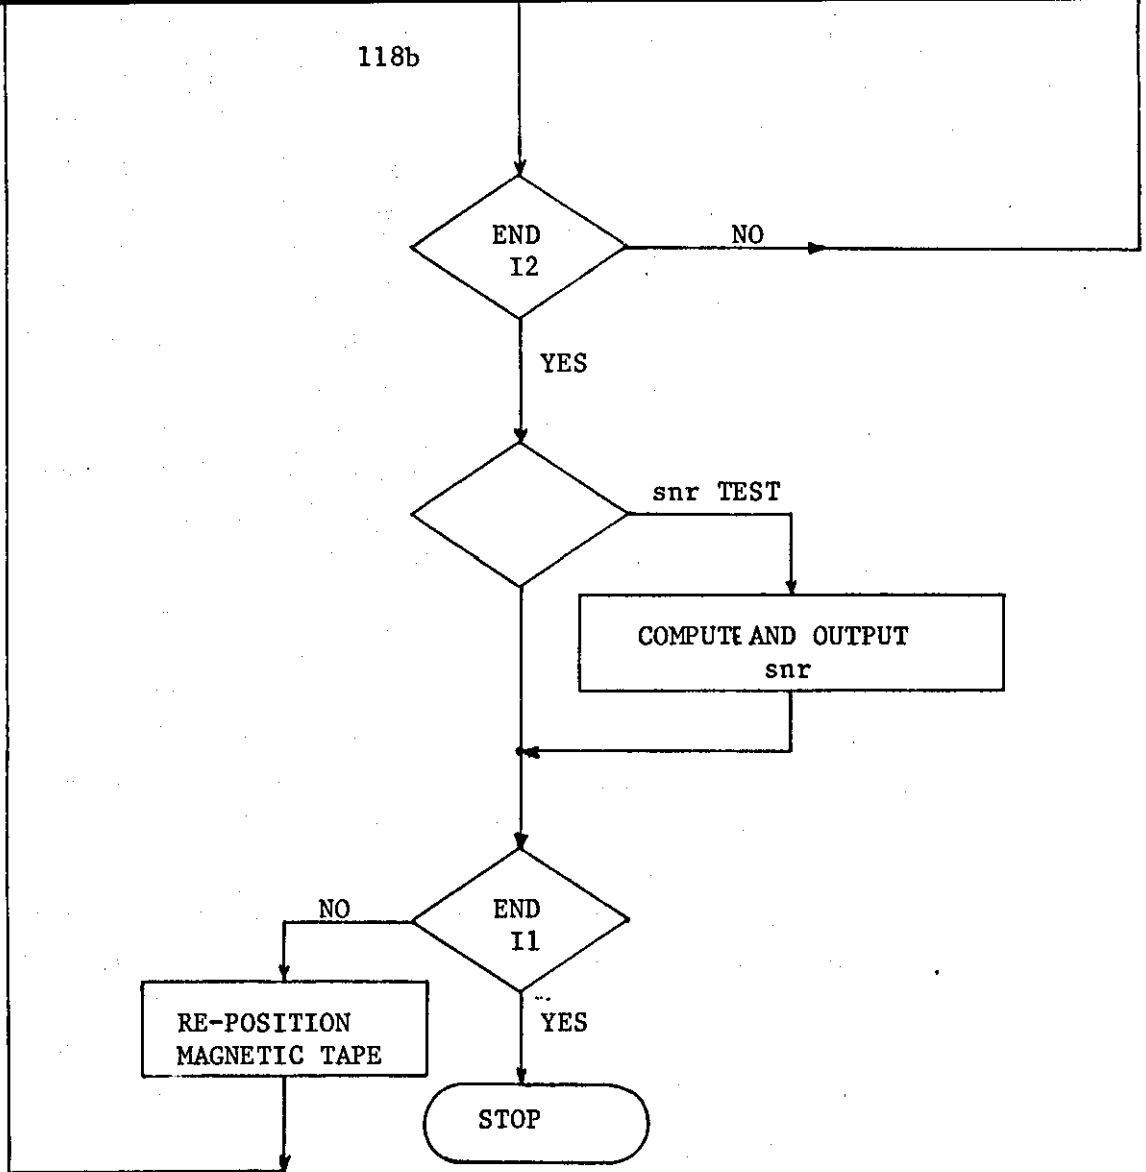 118b
END
I2
NO
YES
snr TEST
COMPUTE AND OUTPUT
snr
NO
END
I1
YES
RE-POSITION
MAGNETIC TAPE
STOP